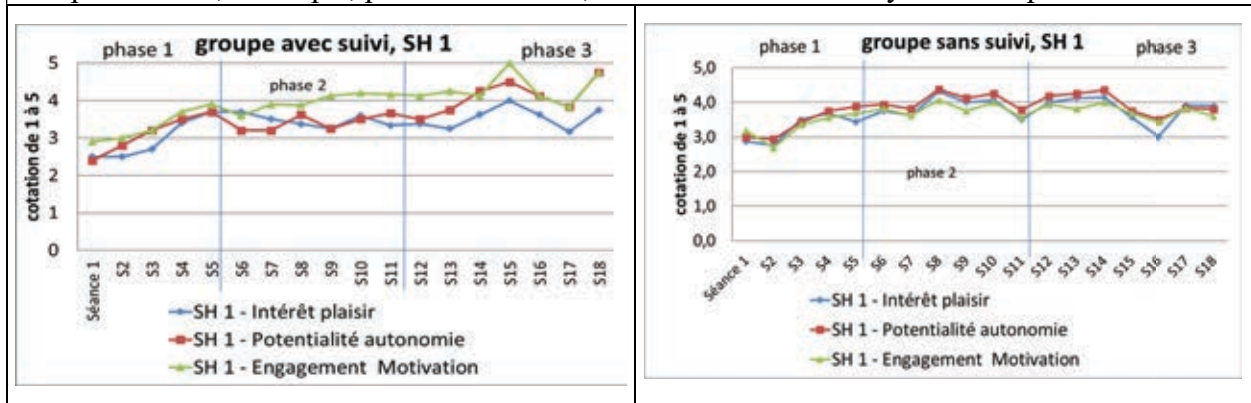 phase 1 groupe avec suivi, SH 1 phase 3
phase 2
cotation de 1 à 5
5
4
3
2
1
0
Séance 1 S2 S3 S4 S5 S6 S7 S8 S9 S10 S11 S12 S13 S14 S15 S16 S17 S18
SH 1 - Intérêt plaisir
SH 1 - Potentialité autonomie
SH 1 - Engagement Motivation
phase 1 groupe sans suivi, SH 1 phase 3
cotation de 1 à 5
5,0
4,0
3,0
2,0
1,0
0,0
phase 2
Séance 1 S2 S3 S4 S5 S6 S7 S8 S9 S10 S11 S12 S13 S14 S15 S16 S17 S18
SH 1 - Intérêt plaisir
SH 1 - Potentialité autonomie
SH 1 - Engagement Motivation